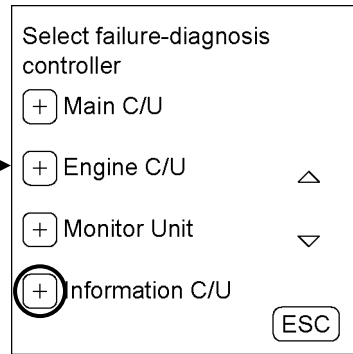 Select failure-diagnosis
controller
+ Main C/U
+ Engine C/U
+ Monitor Unit
+ Information C/U
ESC